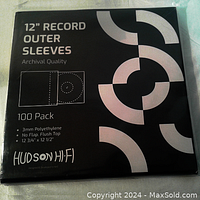 12" RECORD
OUTER
SLEEVES
Archival Quality
100 Pack
• 3mm Polyethylene
• No Flap, Flush Top
• 12 3/4" x 12 1/2"
HUDSON HI-FI
Copyright 2024 - MaxSold.com